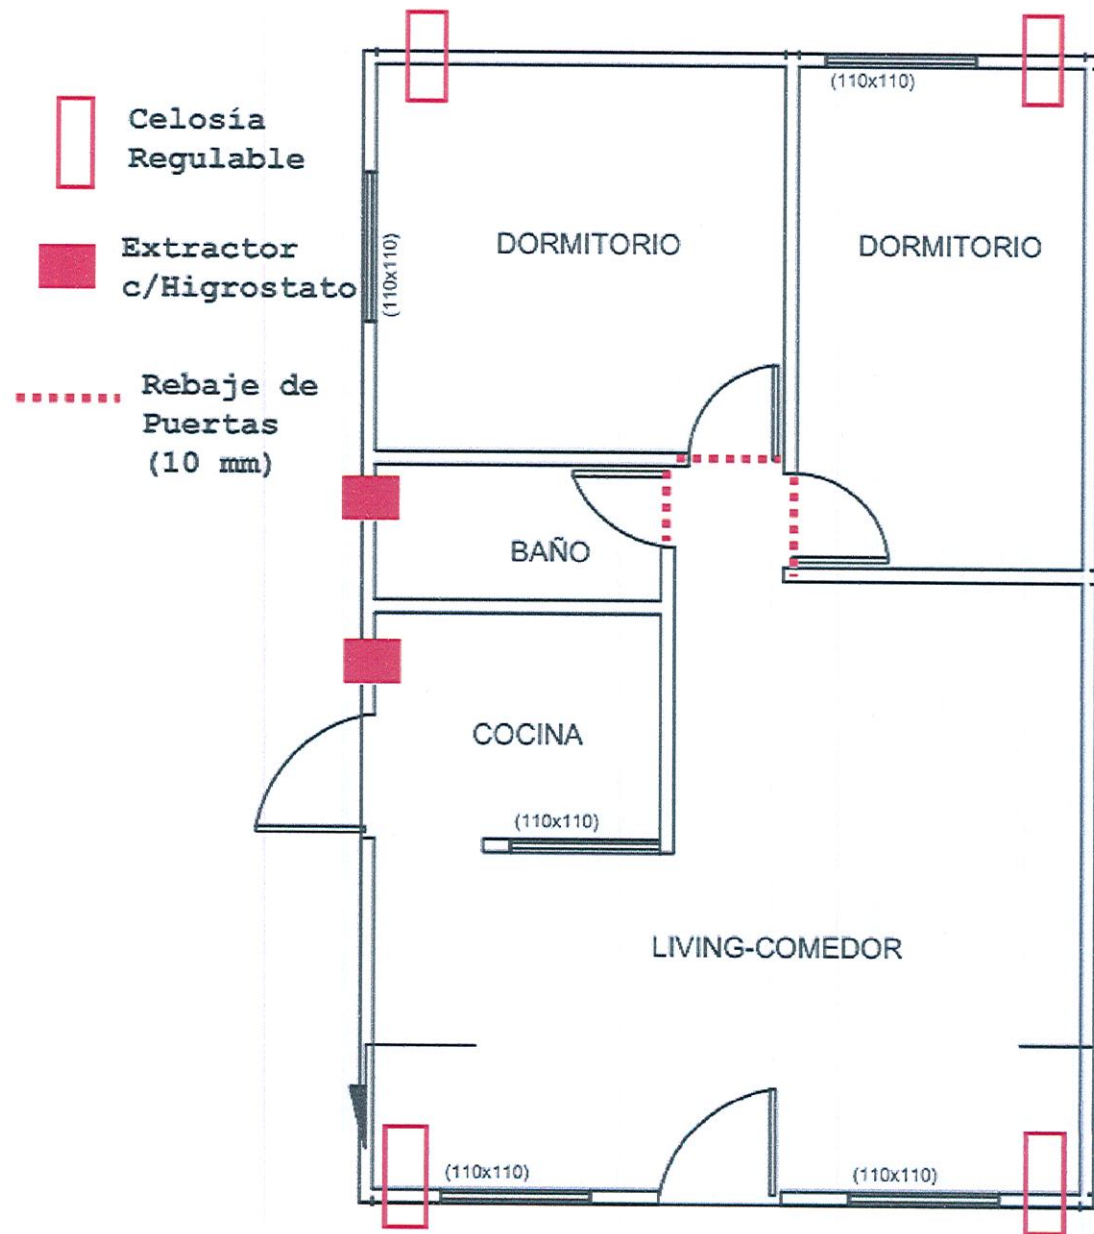 Celosía
Regulable
Extractor
c/Higrostato
Rebaje de
Puertas
(10 mm)
(110x110)
DORMITORIO
DORMITORIO
(110x110)
BAÑO
COCINA
(110x110)
LIVING-COMEDOR
(110x110)
(110x110)